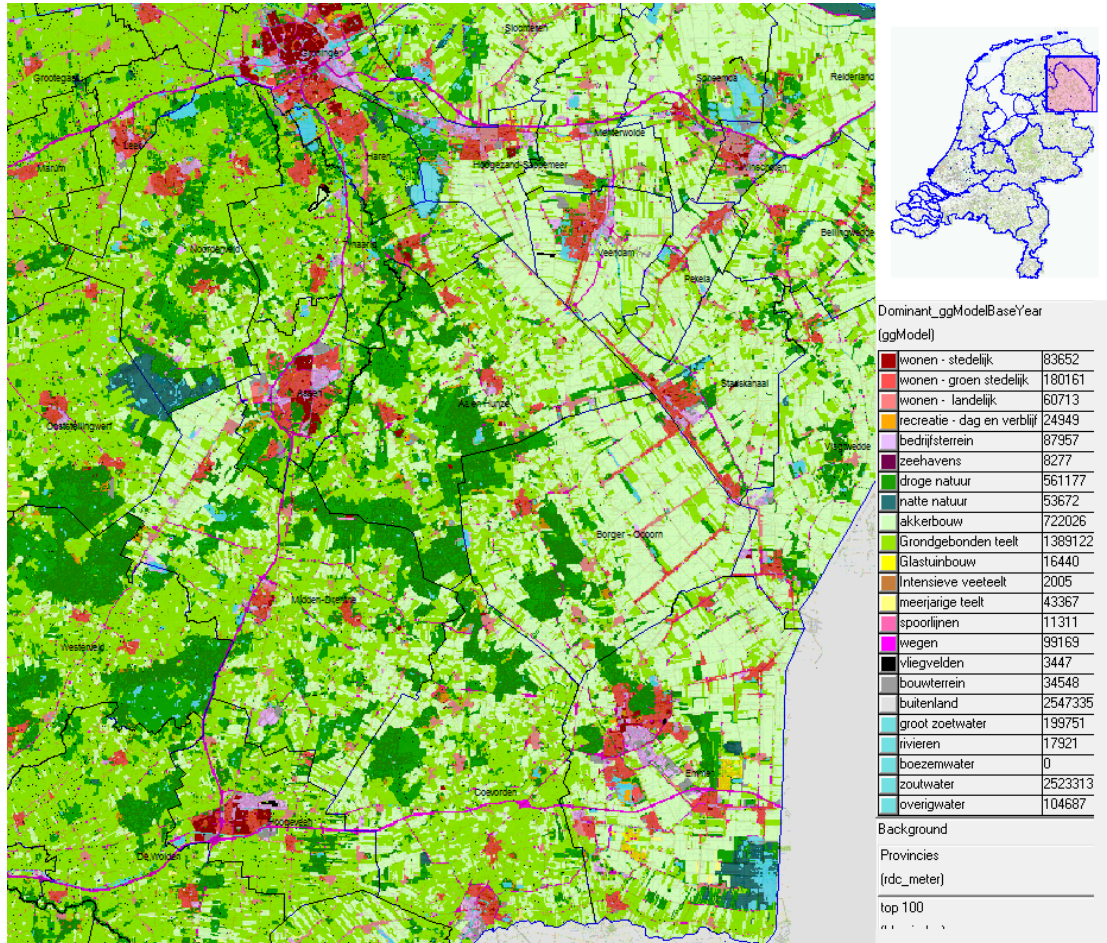 Slochteren
Groningen
Grootegast
Scheemda
Reiderland
Menterwolde
Leek
Haren
Hoogezand-Sappemeer
Winschoten
Marum
Noordenveld
Tynaarlo
Bellingwedde
Veendam
Pekela
Assen
Aa en Hunze
Stadskanaal
Ooststellingwerf
Vlagtwedde
Borger - Odoorn
Midden-Drenthe
Westerveld
Emmen
Coevorden
Hoogeveen
De Wolden
Dominant_ggModelBaseYear
(ggModel)
wonen - stedelijk 83652
wonen - groen stedelijk 180161
wonen - landelijk 60713
recreatie - dag en verblijf 24949
bedrijfsterrein 87957
zeehavens 8277
droge natuur 561177
natte natuur 53672
akkerbouw 722026
Grondgebonden teelt 1389122
Glastuinbouw 16440
Intensieve veeteelt 2005
meerjarige teelt 43367
spoorlijnen 11311
wegen 99169
vliegvelden 3447
bouwterrein 34548
buitenland 2547335
groot zoetwater 199751
rivieren 17921
boezemwater 0
zoutwater 2523313
overigwater 104687
Background
Provincies
(rdc_meter)
top 100